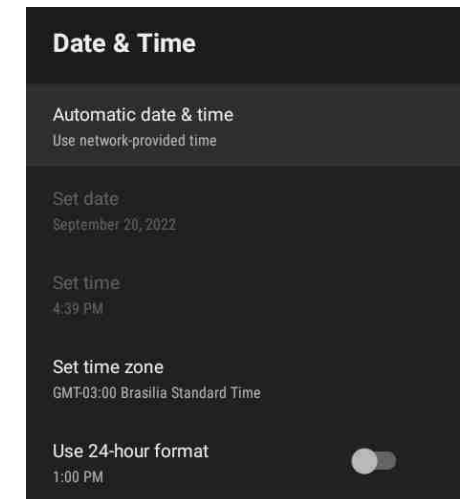 Date & Time
Automatic date & time
Use network-provided time
Set date
September 20, 2022
Set time
4:39 PM
Set time zone
GMT-03:00 Brasilia Standard Time
Use 24-hour format
1:00 PM